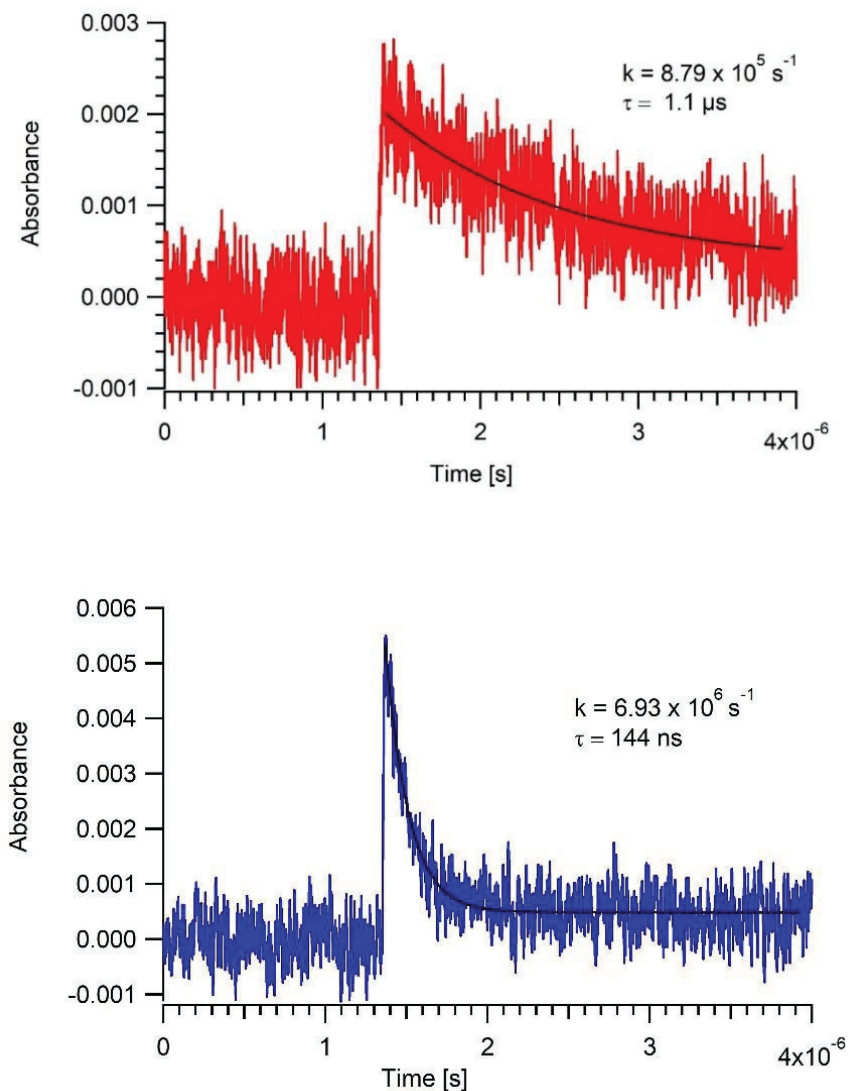 0.003
k = 8.79 x 10⁵ s⁻¹
τ = 1.1 µs
0.002
Absorbance
0.001
0.000
-0.001
0 1 2 3 4x10⁻⁶
Time [s]
0.006
0.005
k = 6.93 x 10⁶ s⁻¹
0.004
τ = 144 ns
0.003
Absorbance
0.002
0.001
0.000
-0.001
0 1 2 3 4x10⁻⁶
Time [s]